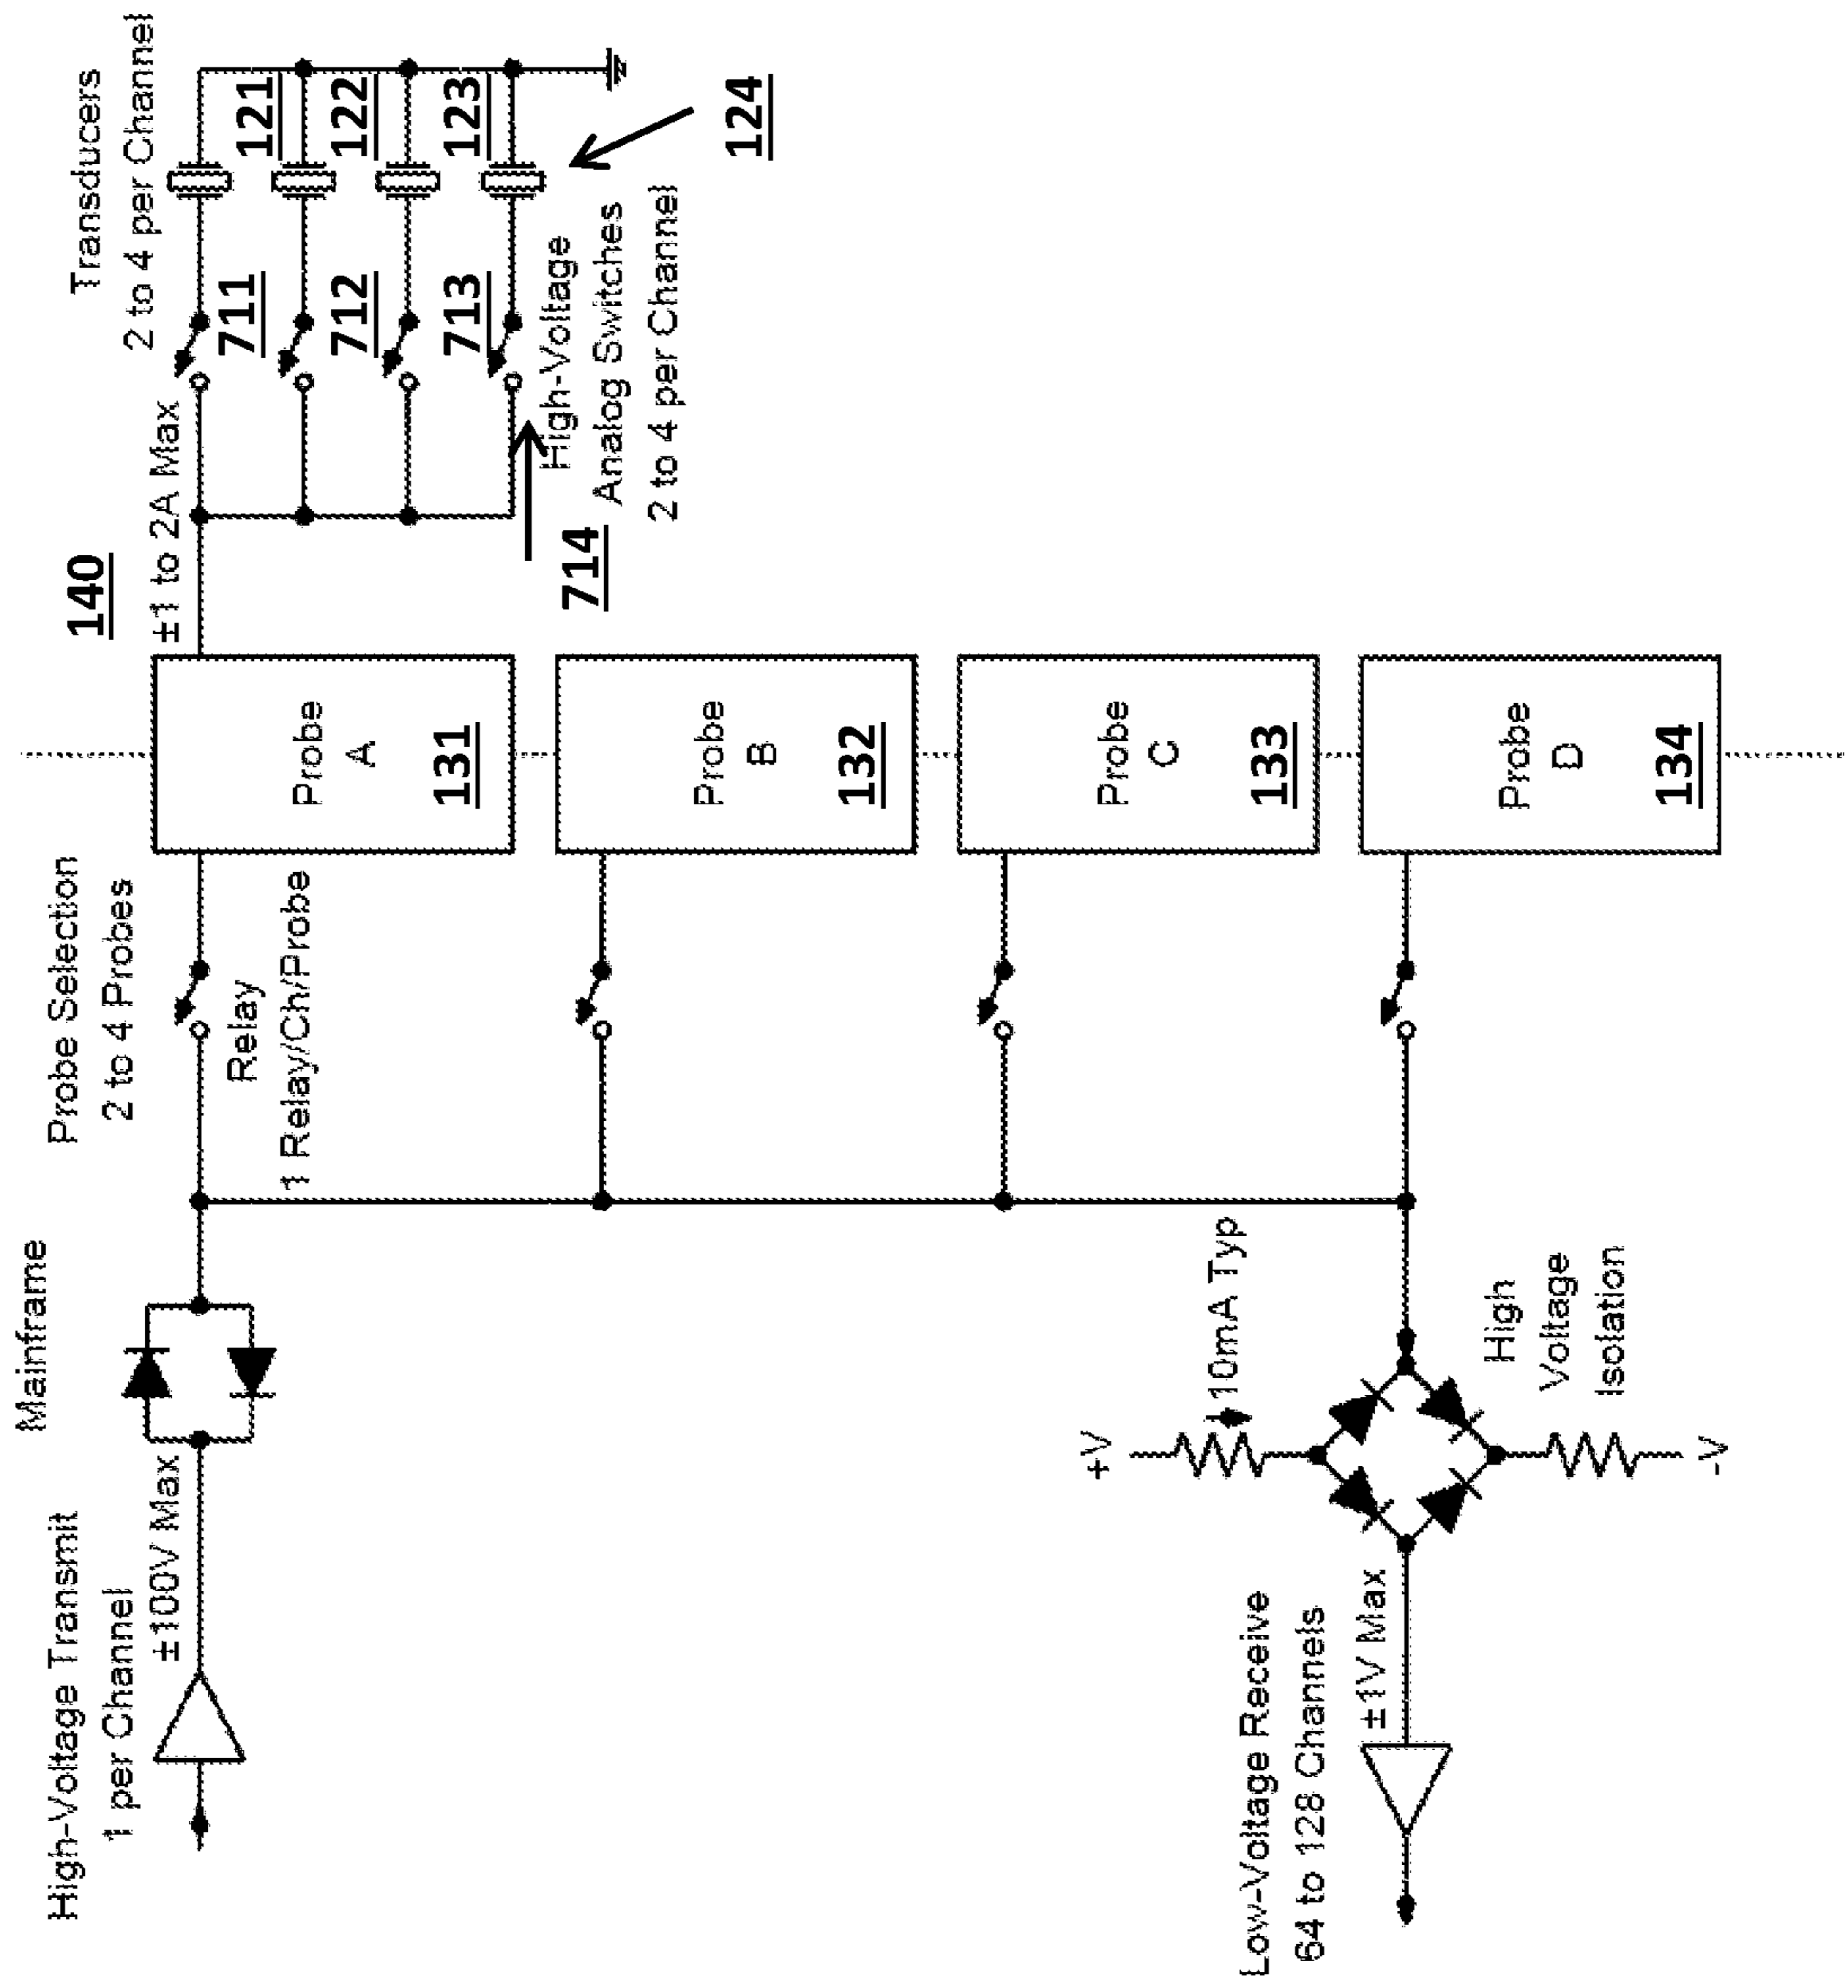 High-Voltage Transmit
1 per Channel
±100V Max
Mainframe
Probe Selection
2 to 4 Probes
Relay
1 Relay/Ch/Probe
140
±1 to 2A Max
Transducers
2 to 4 per Channel
711
121
712
122
713
123
714
124
High-Voltage
Analog Switches
2 to 4 per Channel
Probe
A
131
Probe
B
132
Probe
C
133
Probe
D
134
+V
10mA Typ
-V
High
Voltage
Isolation
Low-Voltage Receive
64 to 128 Channels
±1V Max